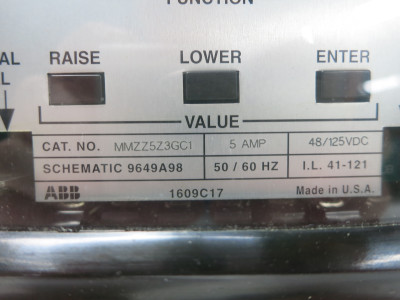 FUNCTION
RAISE
LOWER
ENTER
VALUE
CAT. NO. MMZZ5Z3GC1 5 AMP 48/125VDC
SCHEMATIC 9649A98 50 / 60 HZ I.L. 41-121
ABB 1609C17 Made in U.S.A.